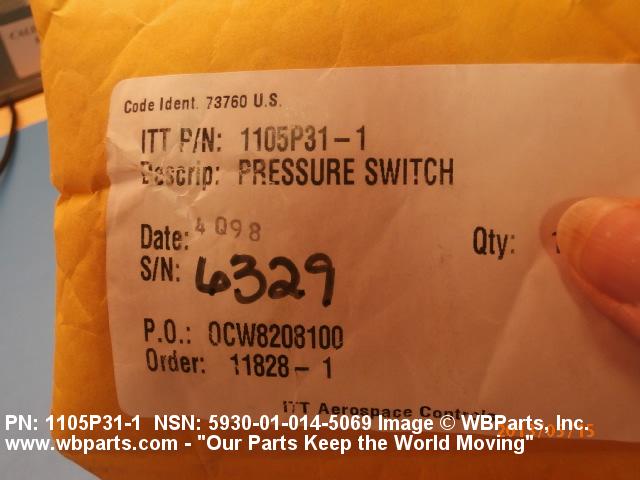 Code Ident. 73760 U.S.
ITT P/N: 1105P31-1
Descrip: PRESSURE SWITCH
Date: 4Q98
Qty: 1
S/N: 6329
P.O.: OCW8208100
Order: 11828-1
ITT Aerospace Controls
PN: 1105P31-1 NSN: 5930-01-014-5069 Image © WBParts, Inc.
www.wbparts.com - "Our Parts Keep the World Moving"